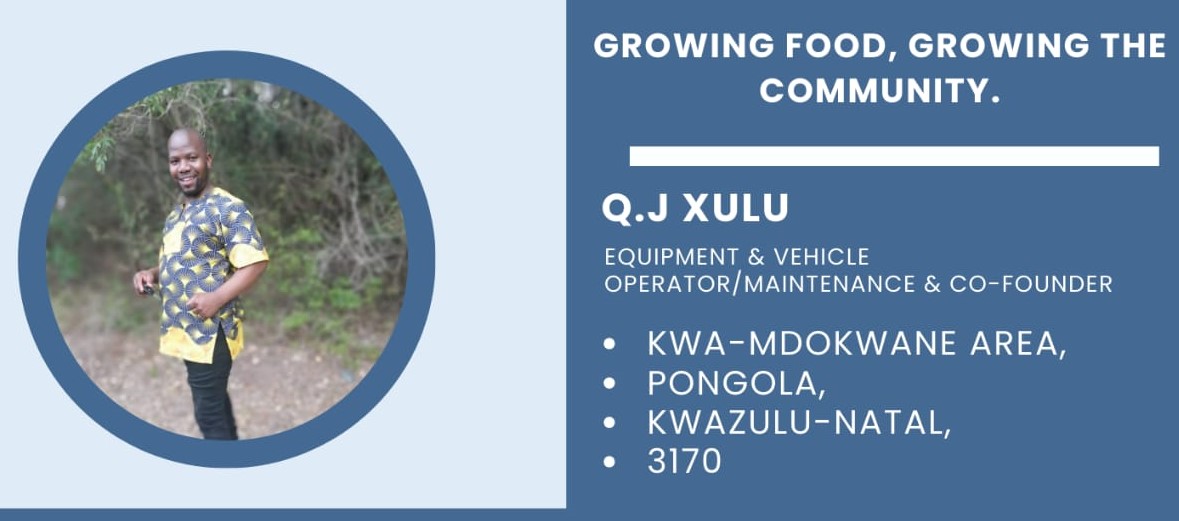 GROWING FOOD, GROWING THE
COMMUNITY.
Q.J XULU
EQUIPMENT & VEHICLE
OPERATOR/MAINTENANCE & CO-FOUNDER
• KWA-MDOKWANE AREA,
• PONGOLA,
• KWAZULU-NATAL,
• 3170